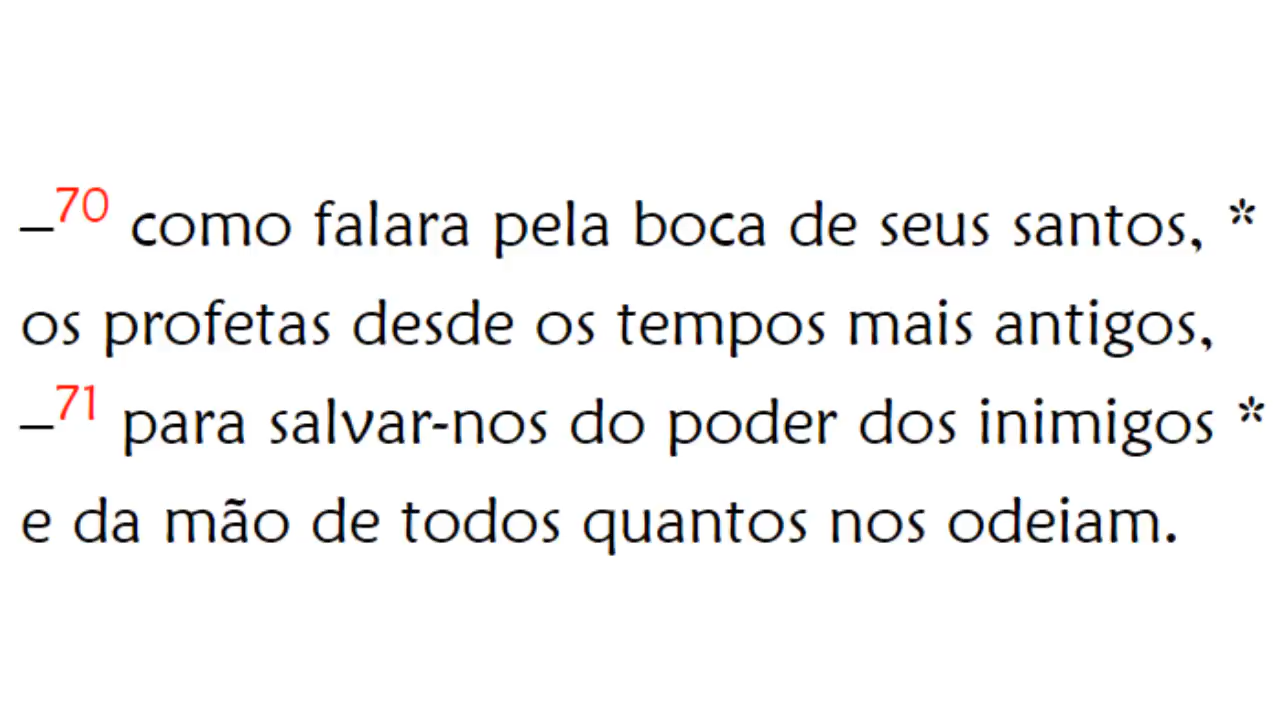 –70 como falara pela boca de seus santos, *
os profetas desde os tempos mais antigos,
–71 para salvar-nos do poder dos inimigos *
e da mão de todos quantos nos odeiam.